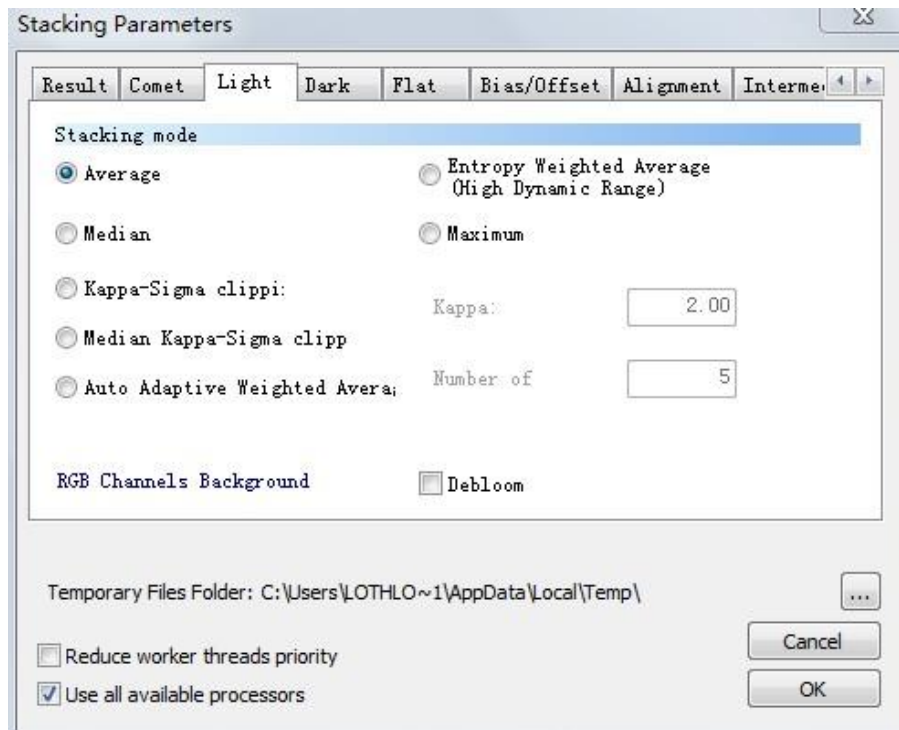 Stacking Parameters
Result Comet Light Dark Flat Bias/Offset Alignment Interme
Stacking mode
Average
Entropy Weighted Average
(High Dynamic Range)
Median
Maximum
Kappa-Sigma clippi:
Kappa: 2.00
Median Kappa-Sigma clipp
Auto Adaptive Weighted Avera
Number of 5
RGB Channels Background
Debloom
Temporary Files Folder: C:\Users\LOTHLO~1\AppData\Local\Temp\
...
Reduce worker threads priority
Cancel
Use all available processors
OK